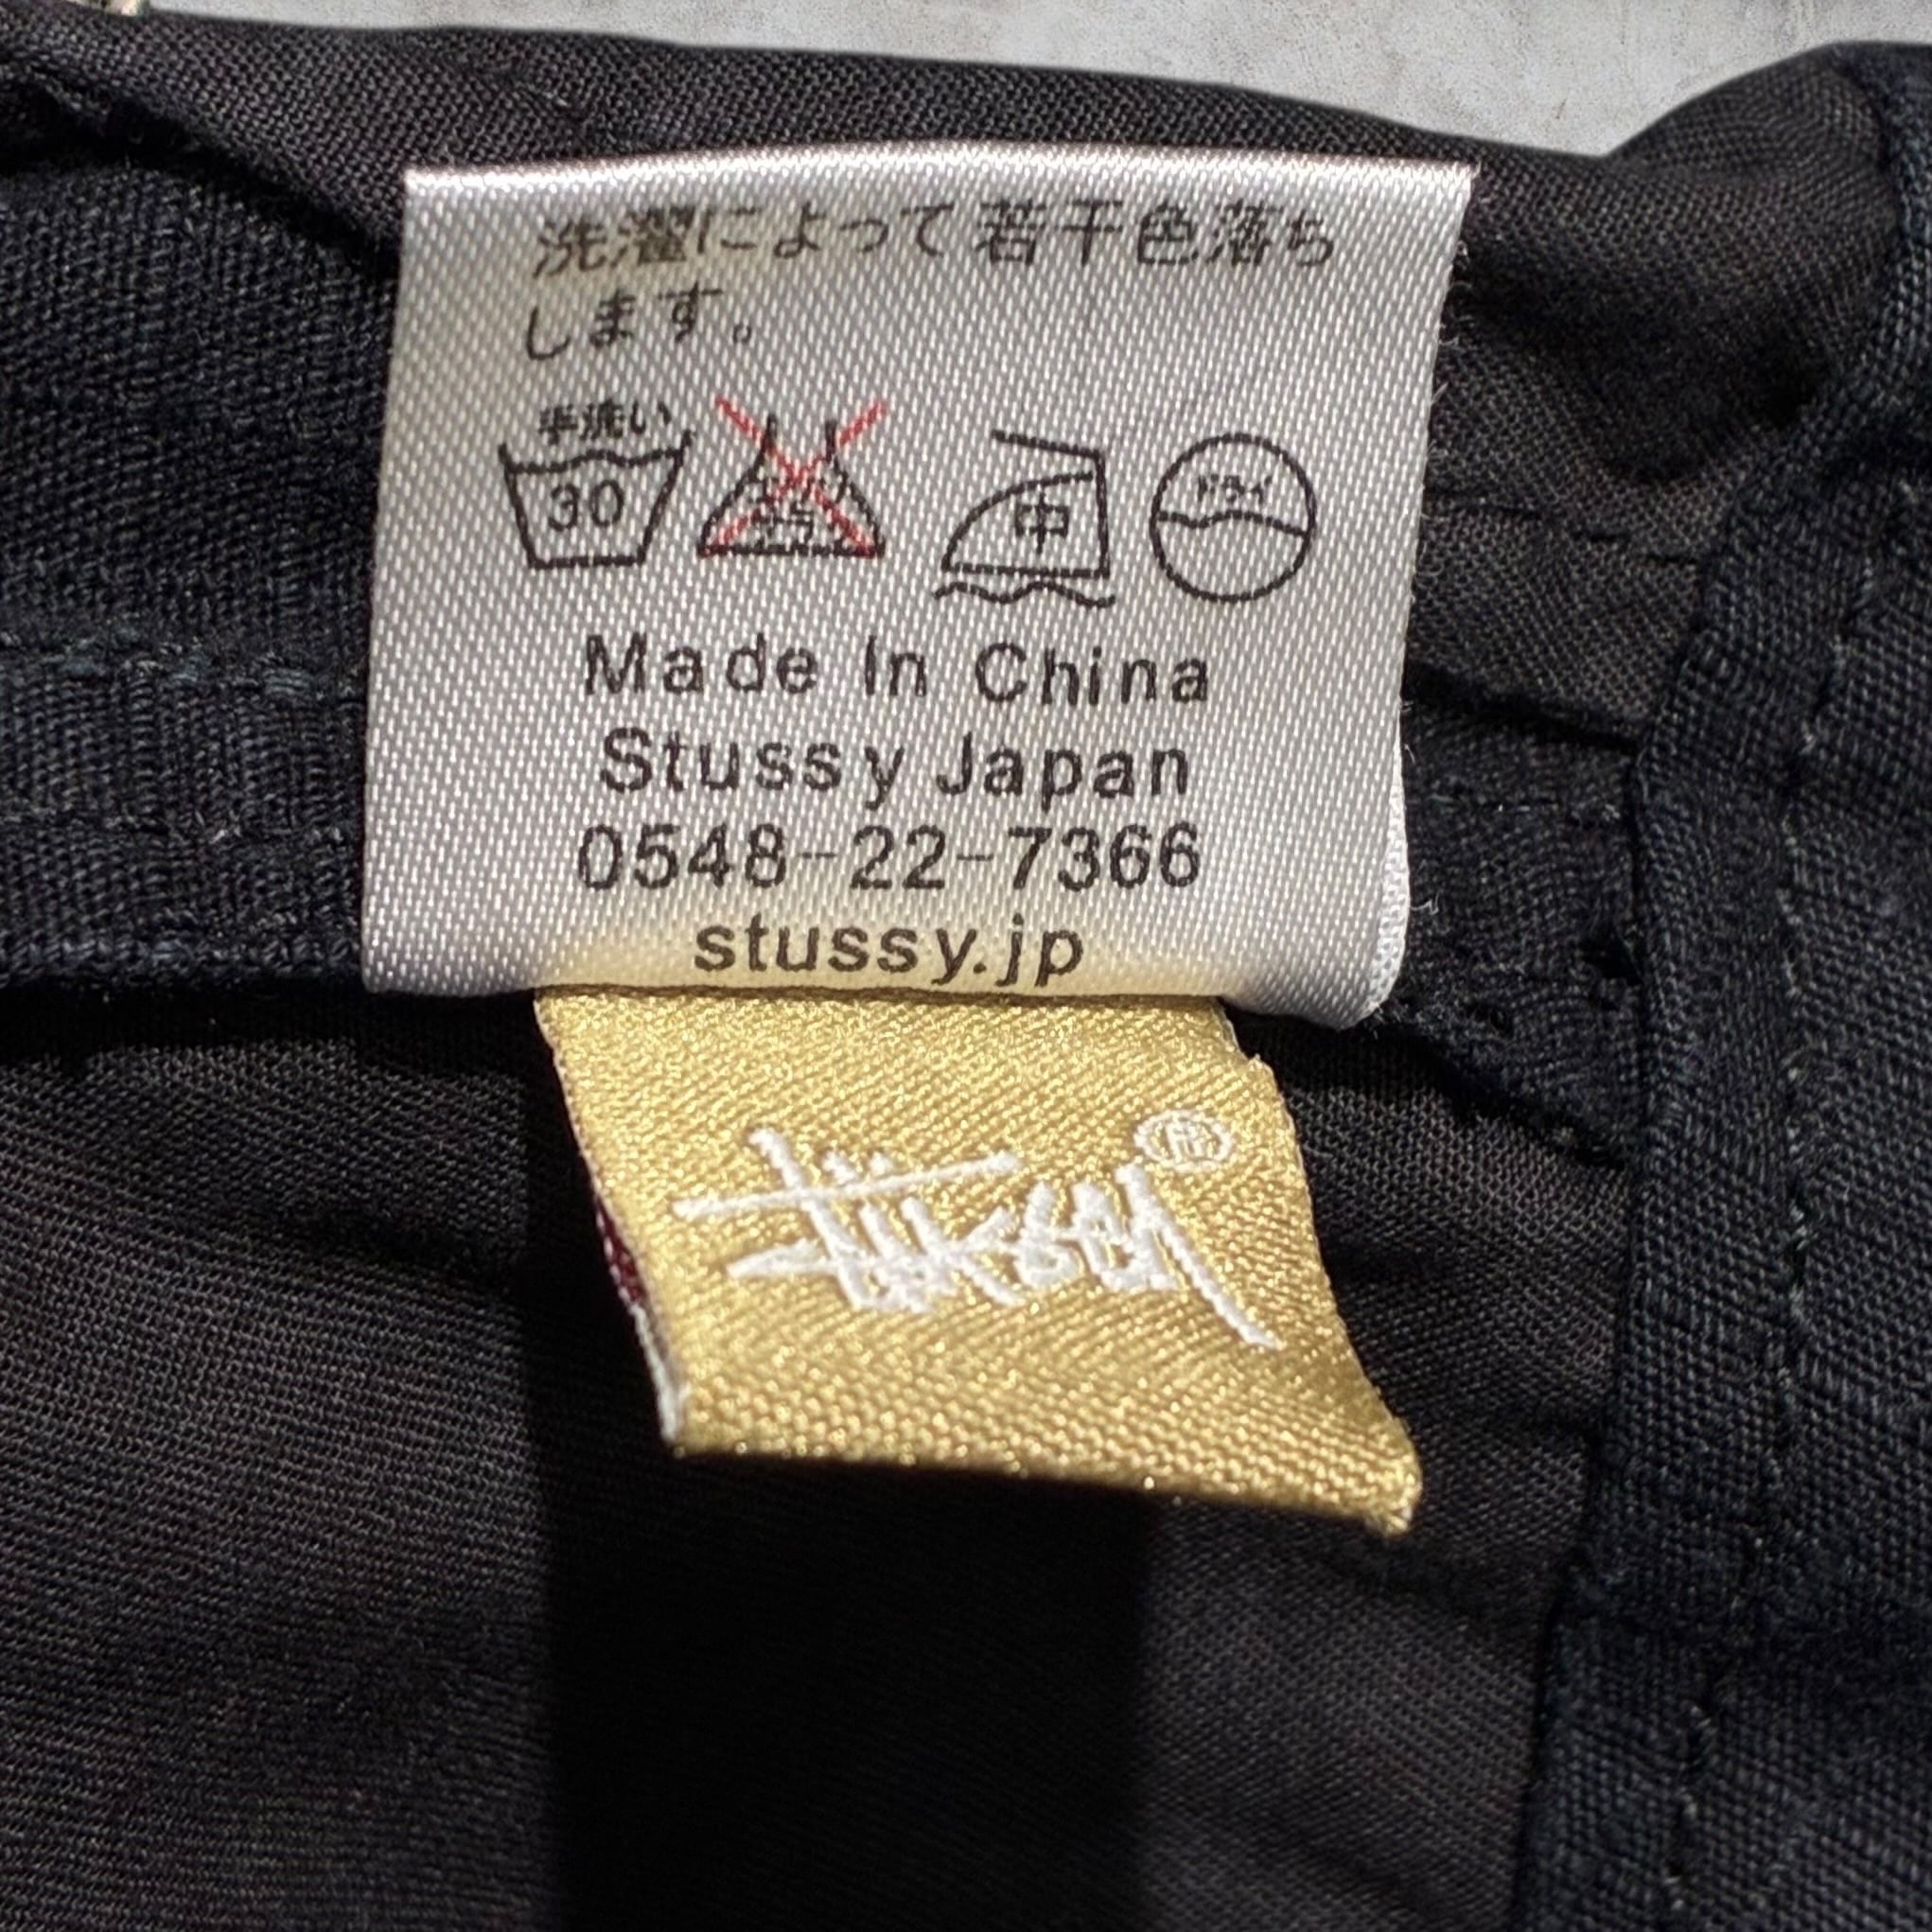 洗濯によって若干色落ち
します。
手洗い
30
中
ドライ
Made In China
Stussy Japan
0548-22-7366
stussy.jp
Stüssy ®